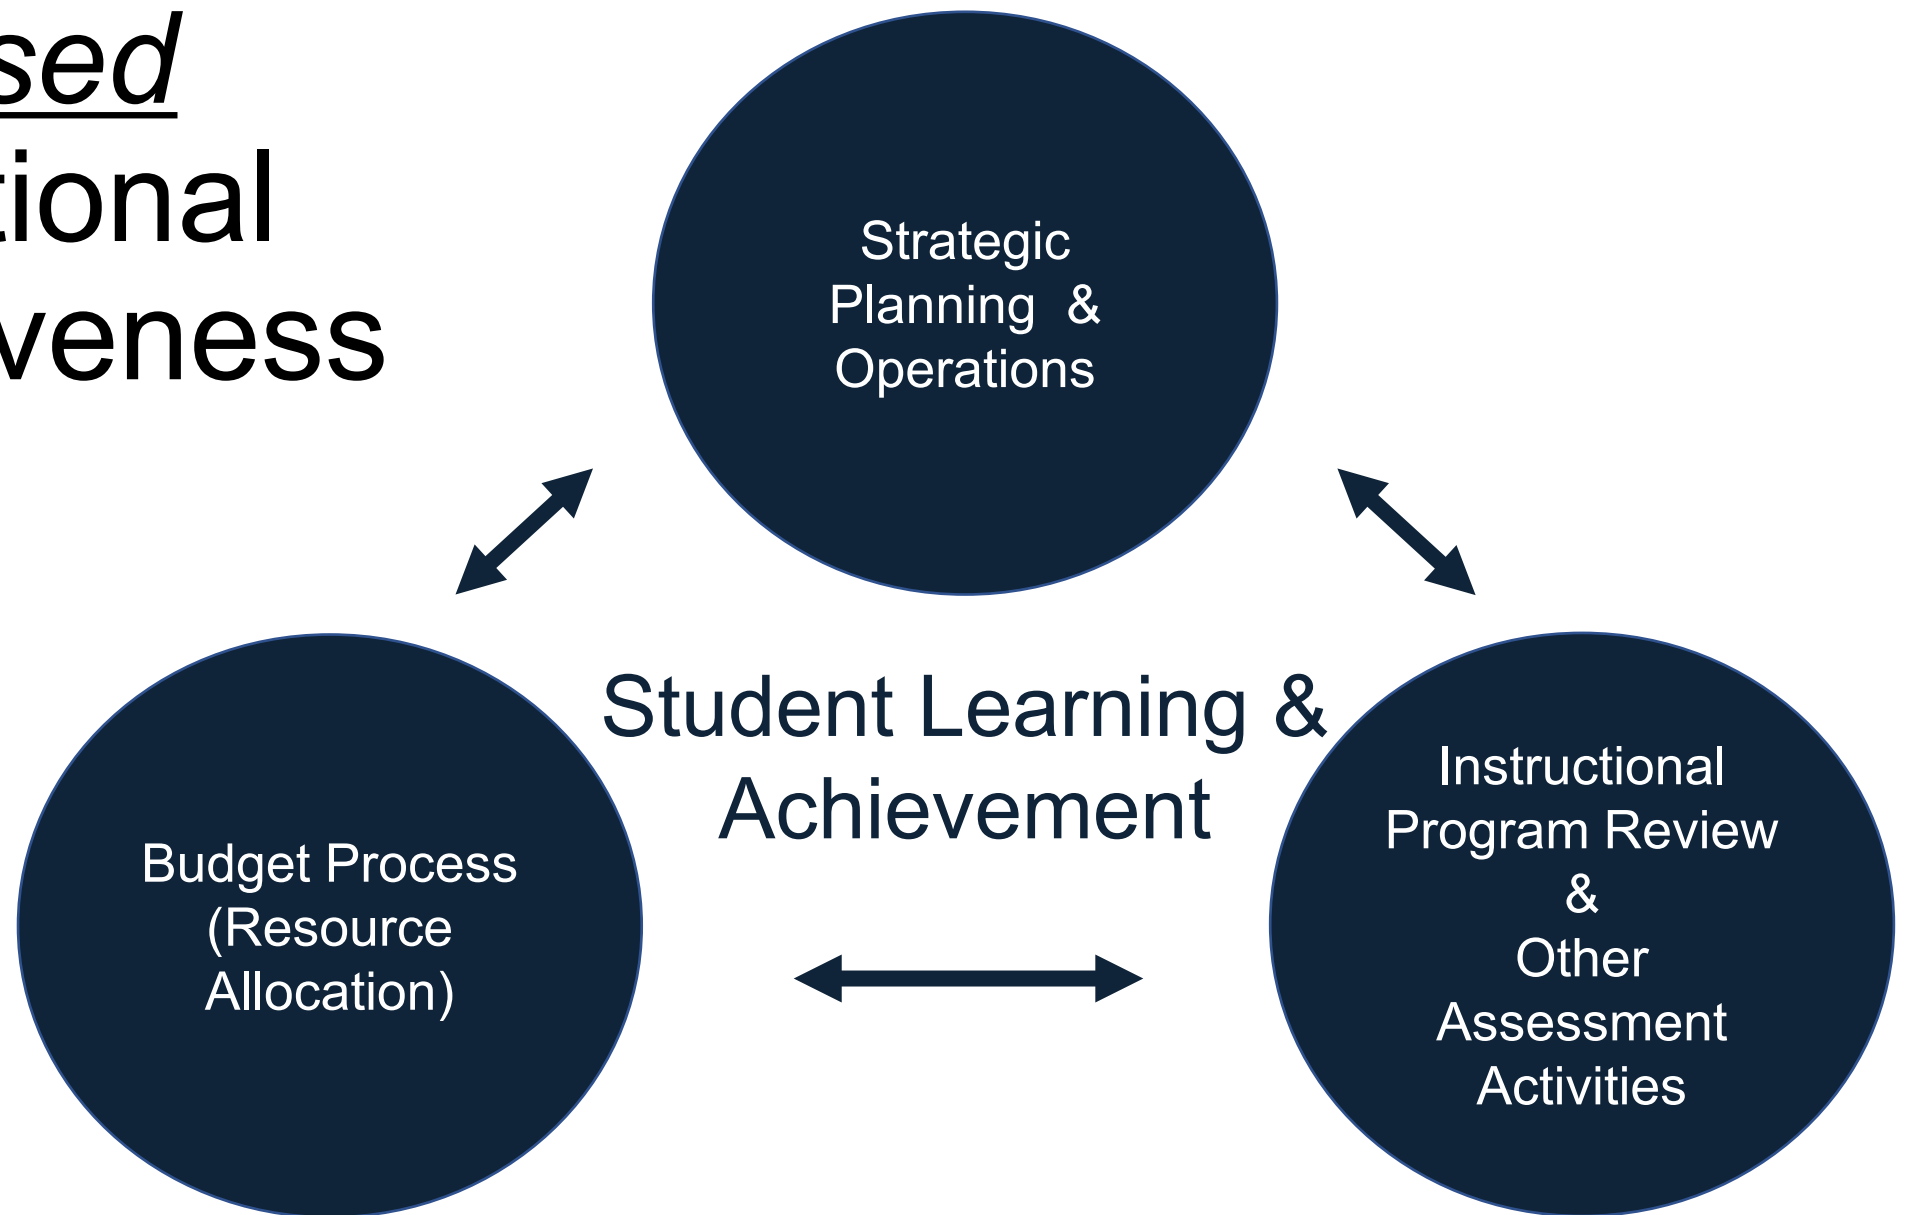 sed
tional
veness
Strategic
Planning & 
Operations
Student Learning &
Achievement
Budget Process
(Resource
Allocation)
Instructional
Program Review
&
Other
Assessment
Activities